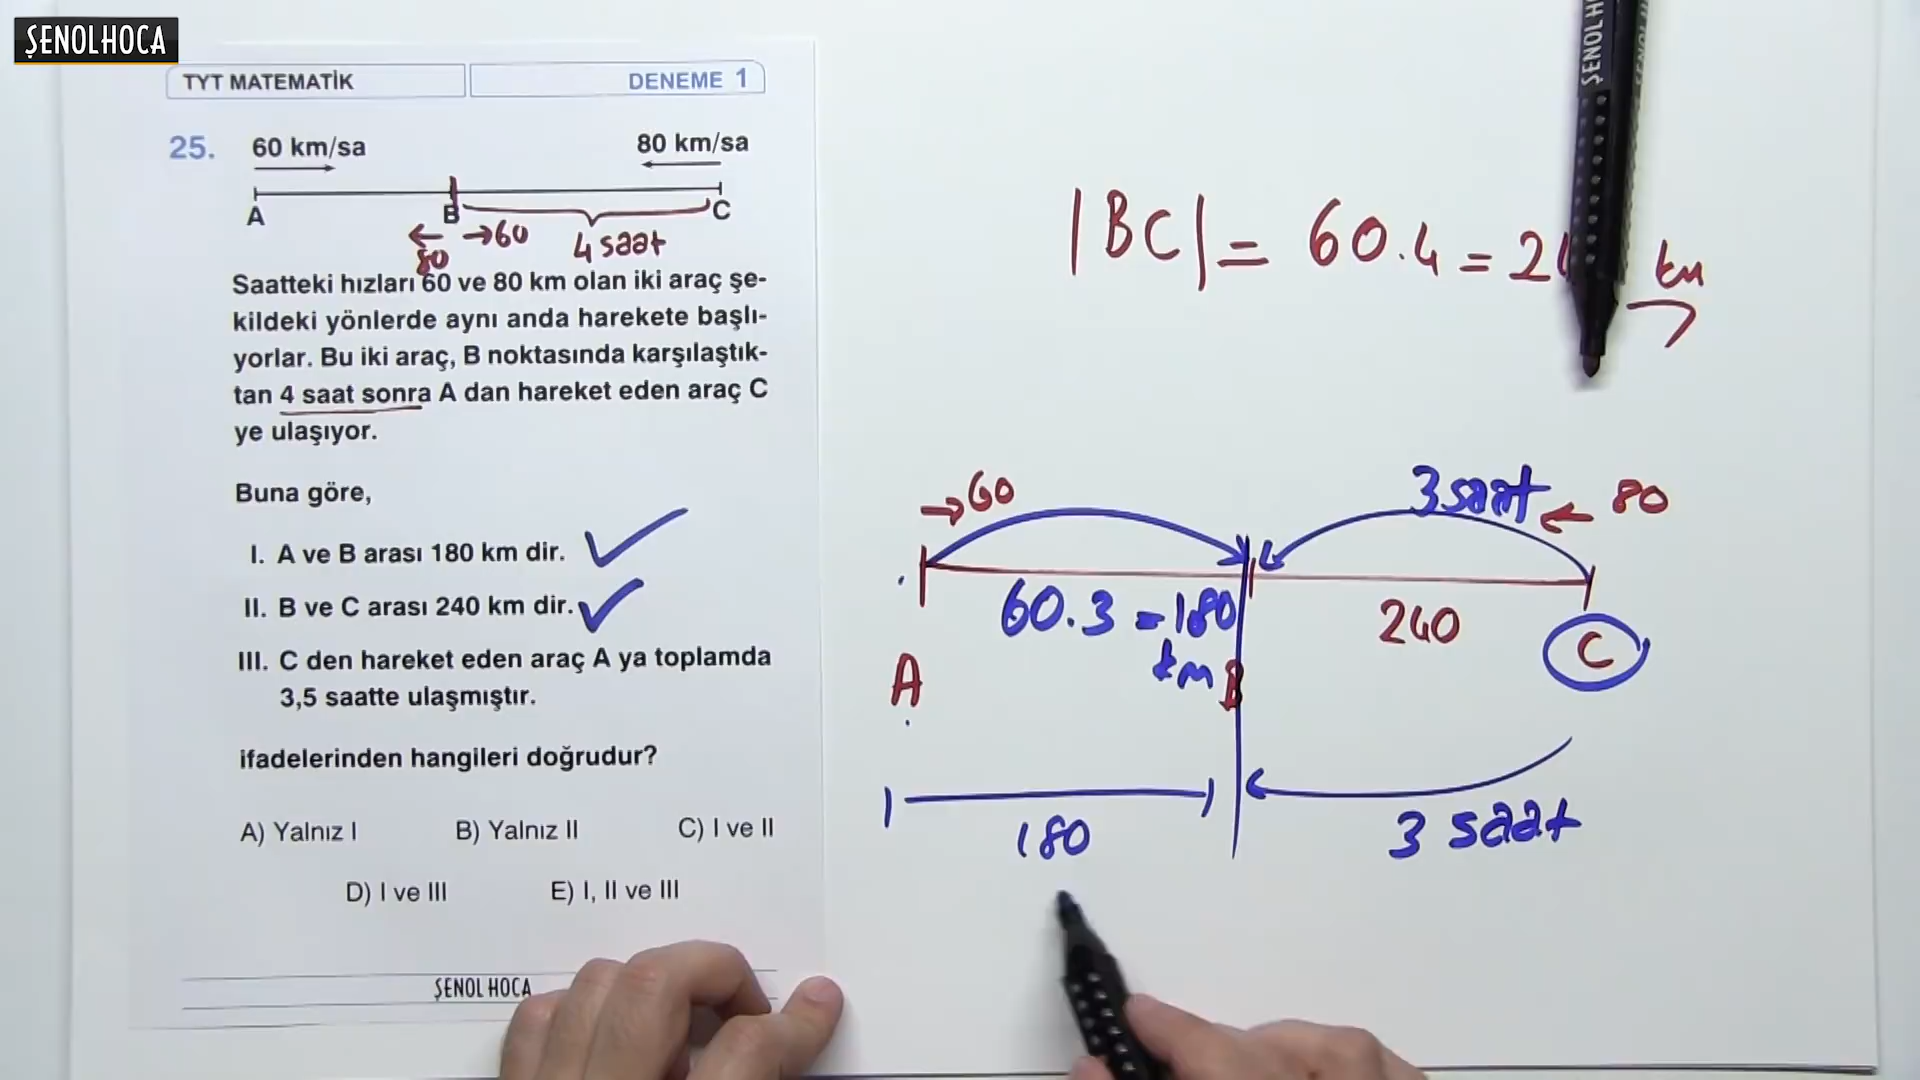 ŞENOLHOCA
TYT MATEMATİK
DENEME 1
25.
60 km/sa
80 km/sa
A
B
C
80
60
4 saat
Saatteki hızları 60 ve 80 km olan iki araç şe-
kildeki yönlerde aynı anda harekete başlı-
yorlar. Bu iki araç, B noktasında karşılaştık-
tan 4 saat sonra A dan hareket eden araç C
ye ulaşıyor.
Buna göre,
I. A ve B arası 180 km dir.
II. B ve C arası 240 km dir.
III. C den hareket eden araç A ya toplamda
3,5 saatte ulaşmıştır.
ifadelerinden hangileri doğrudur?
A) Yalnız I
B) Yalnız II
C) I ve II
D) I ve III
E) I, II ve III
ŞENOL HOCA
|BC| = 60.4 = 2
km
60
3 saat
80
60.3 = 180
km
240
A
B
C
180
3 saat
ŞENOL H